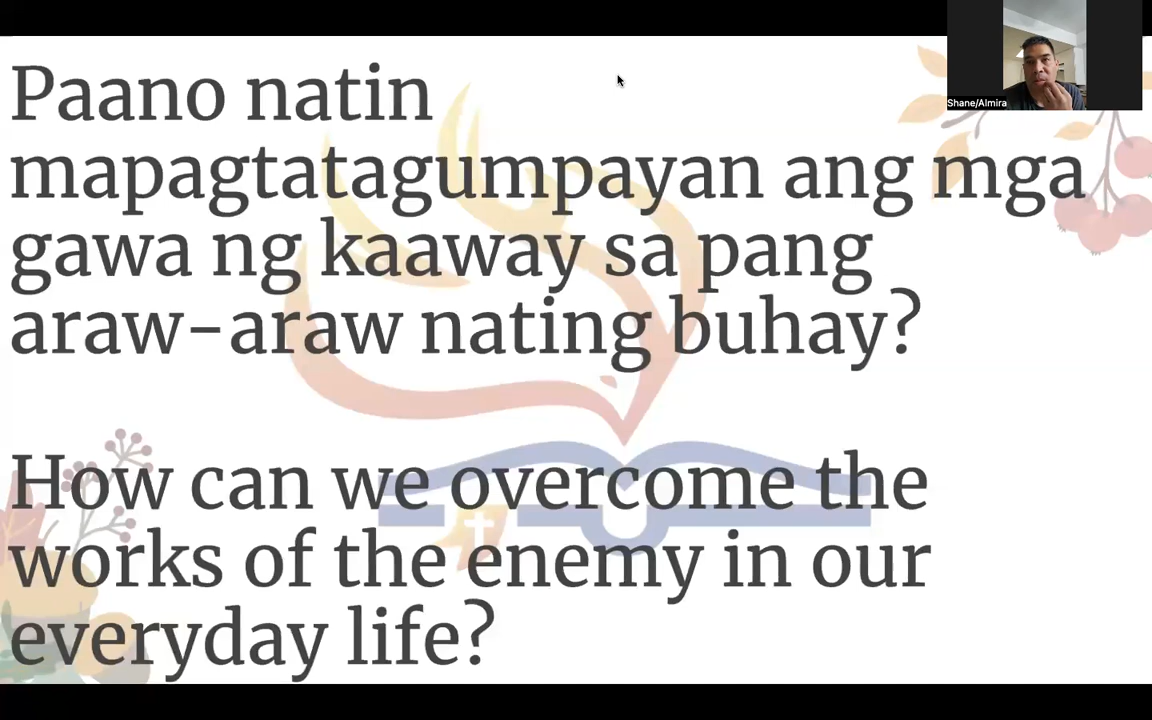 Shane/Almira
Paano natin
mapagtatagumpayan ang mga
gawa ng kaaway sa pang
araw-araw nating buhay?
How can we overcome the
works of the enemy in our
everyday life?